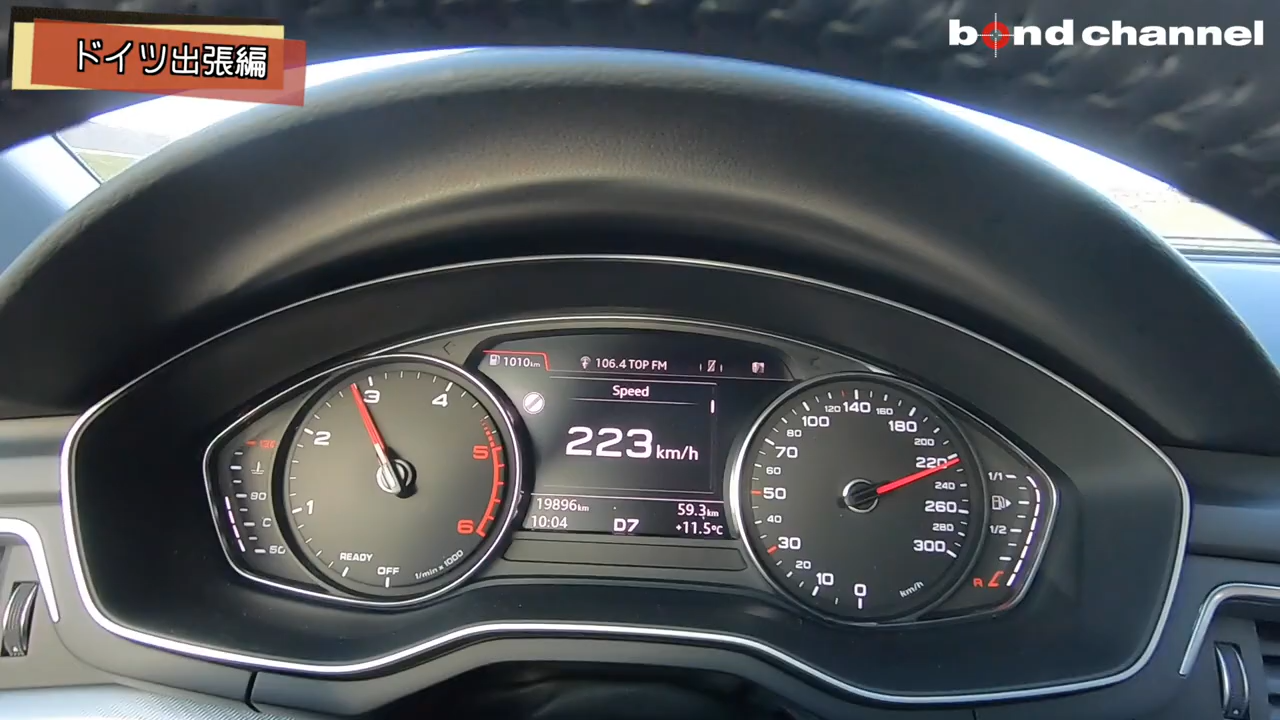 ドイツ出張編
bond channel
1010km
106.4 TOP FM
Speed
223 km/h
19896km
59.3km
10:04
D7
+11.5°C
130
90
C
50
1
2
3
4
5
6
READY
OFF
1/min x 1000
0
10
20
30
40
50
60
70
80
100
120
140
160
180
200
220
240
260
280
300
km/h
1/1
1/2
R